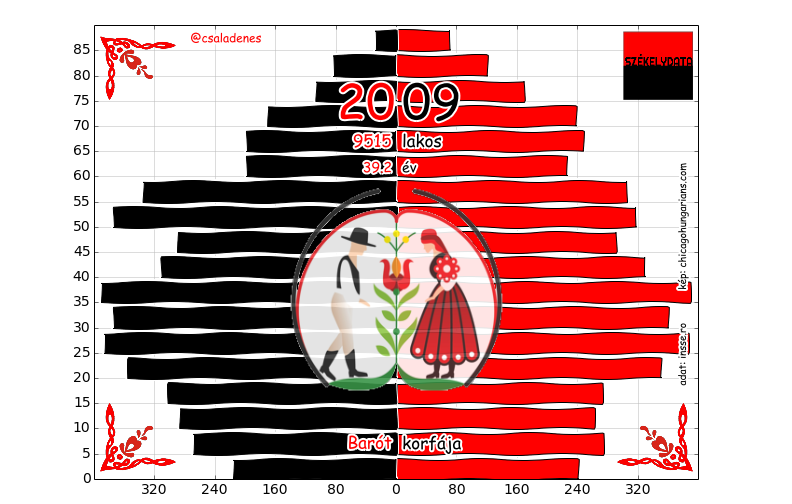 @csaladenes
SZÉKELYDATA
2009
9515 lakos
39.2 év
kép: chicagohungarians.com
adat: insse.ro
Barót korfája
85
80
75
70
65
60
55
50
45
40
35
30
25
20
15
10
5
0
320 240 160 80 0 80 160 240 320